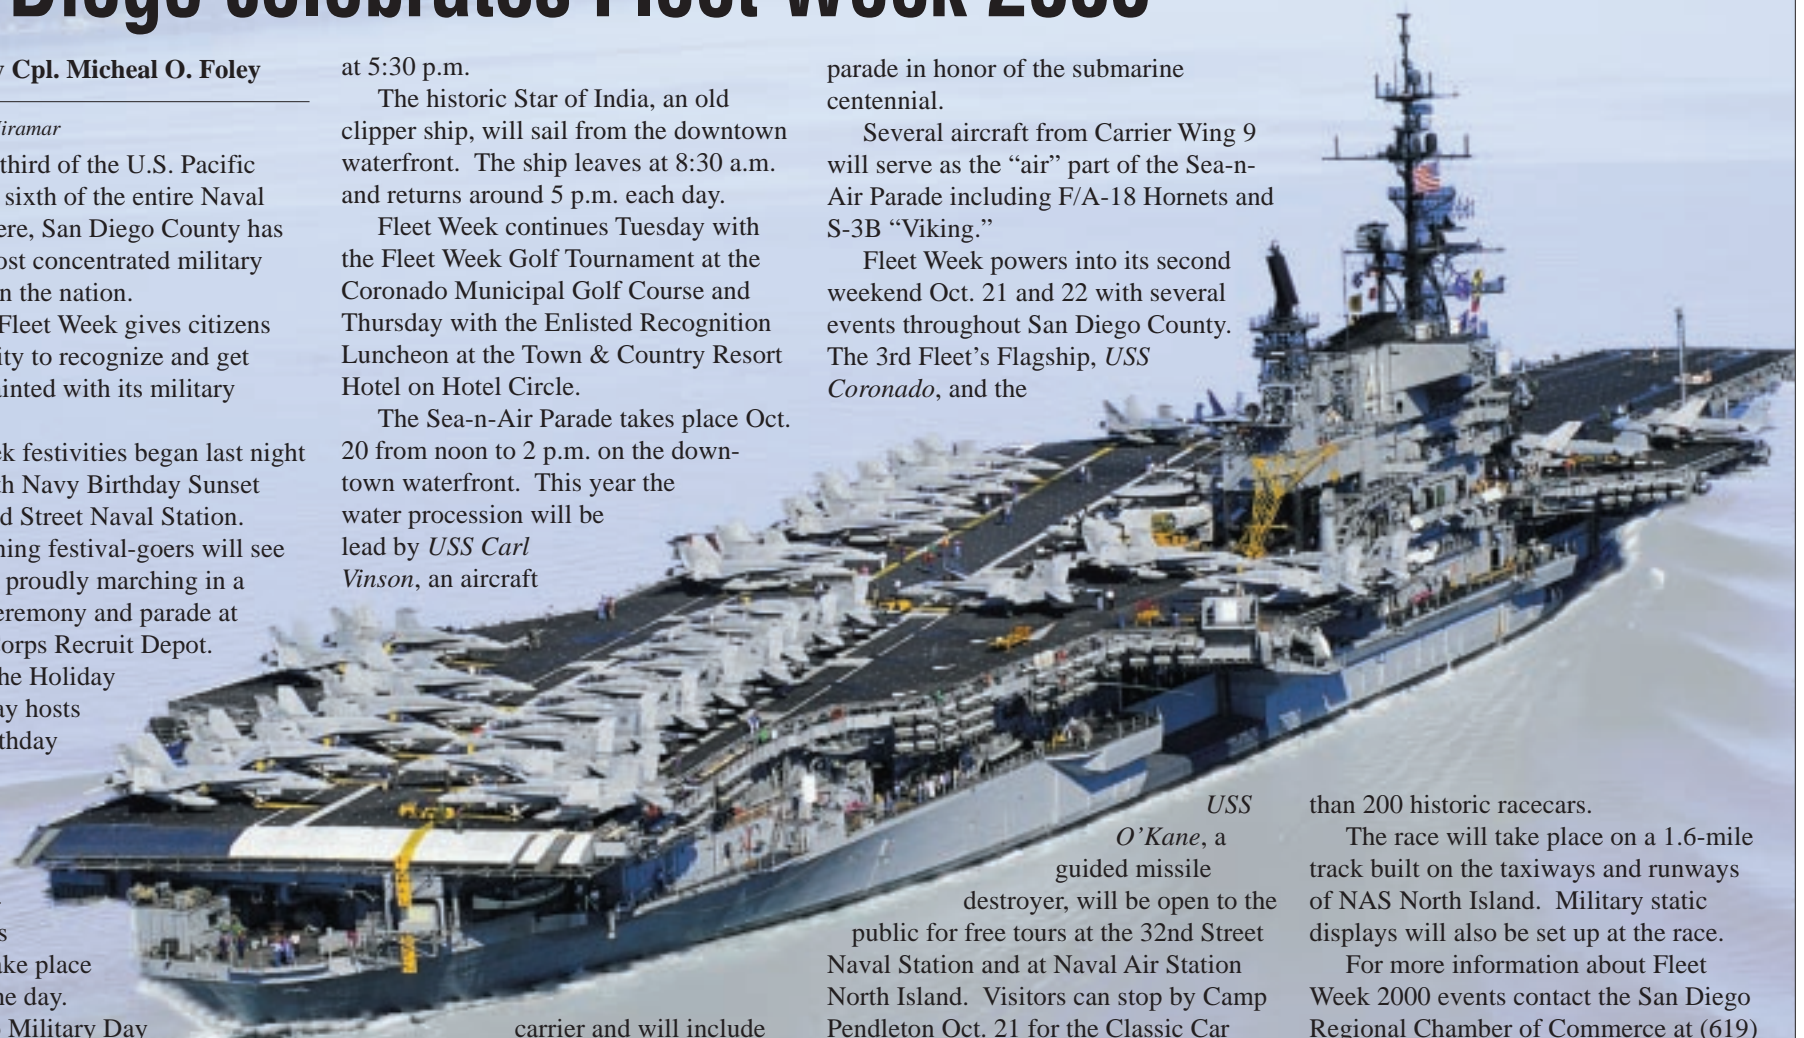 Diego celebrates Fleet Week 2000
Cpl. Micheal O. Foley
third of the U.S. Pacific
sixth of the entire Naval
San Diego County has
concentrated military
the nation.
Fleet Week gives citizens
to recognize and get
with its military
festivities began last night
Navy Birthday Sunset
Street Naval Station.
festival-goers will see
proudly marching in a
and parade at
Recruit Depot.
Holiday
hosts
place
day.
Military Day
at 5:30 p.m.
The historic Star of India, an old
clipper ship, will sail from the downtown
waterfront. The ship leaves at 8:30 a.m.
and returns around 5 p.m. each day.
Fleet Week continues Tuesday with
the Fleet Week Golf Tournament at the
Coronado Municipal Golf Course and
Thursday with the Enlisted Recognition
Luncheon at the Town & Country Resort
Hotel on Hotel Circle.
The Sea-n-Air Parade takes place Oct.
20 from noon to 2 p.m. on the down-
town waterfront. This year the
water procession will be
lead by USS Carl
Vinson, an aircraft
carrier and will include
parade in honor of the submarine
centennial.
Several aircraft from Carrier Wing 9
will serve as the “air” part of the Sea-n-
Air Parade including F/A-18 Hornets and
S-3B “Viking.”
Fleet Week powers into its second
weekend Oct. 21 and 22 with several
events throughout San Diego County.
The 3rd Fleet’s Flagship, USS
Coronado, and the
USS
O’Kane, a
guided missile
destroyer, will be open to the
public for free tours at the 32nd Street
Naval Station and at Naval Air Station
North Island. Visitors can stop by Camp
Pendleton Oct. 21 for the Classic Car
than 200 historic racecars.
The race will take place on a 1.6-mile
track built on the taxiways and runways
of NAS North Island. Military static
displays will also be set up at the race.
For more information about Fleet
Week 2000 events contact the San Diego
Regional Chamber of Commerce at (619)